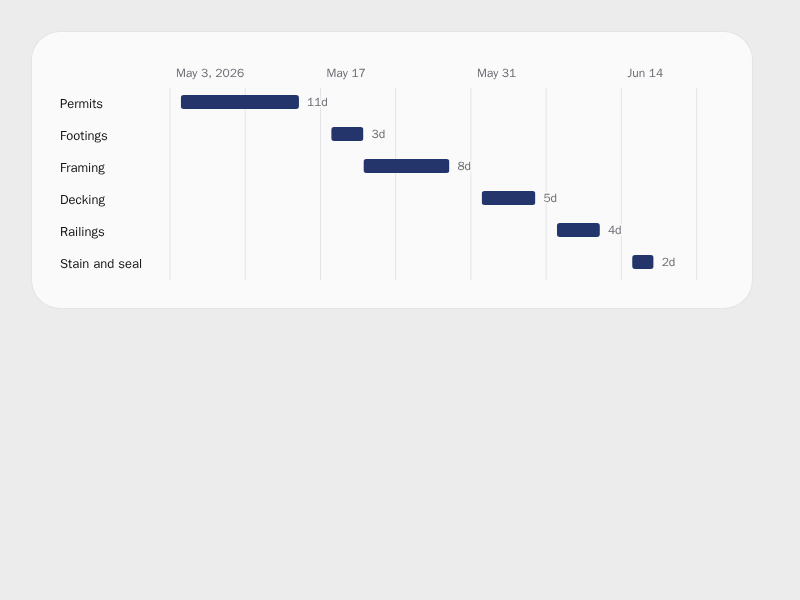 May 3, 2026 May 17 May 31 Jun 14
Permits 11d
Footings 3d
Framing 8d
Decking 5d
Railings 4d
Stain and seal 2d